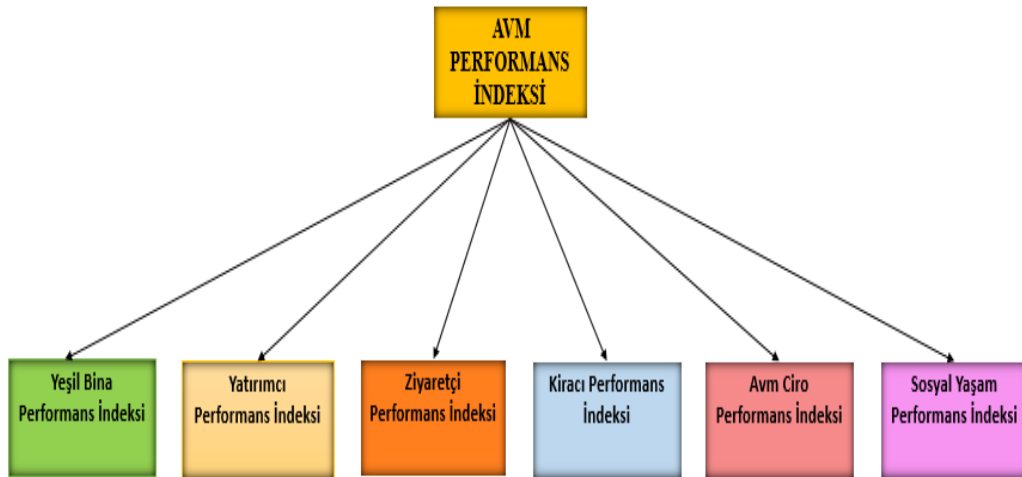 AVM
PERFORMANS
İNDEKSİ
Yeşil Bina
Performans İndeksi
Yatırımcı
Performans İndeksi
Ziyaretçi
Performans İndeksi
Kiracı Performans
İndeksi
Avm Ciro
Performans İndeksi
Sosyal Yaşam
Performans İndeksi